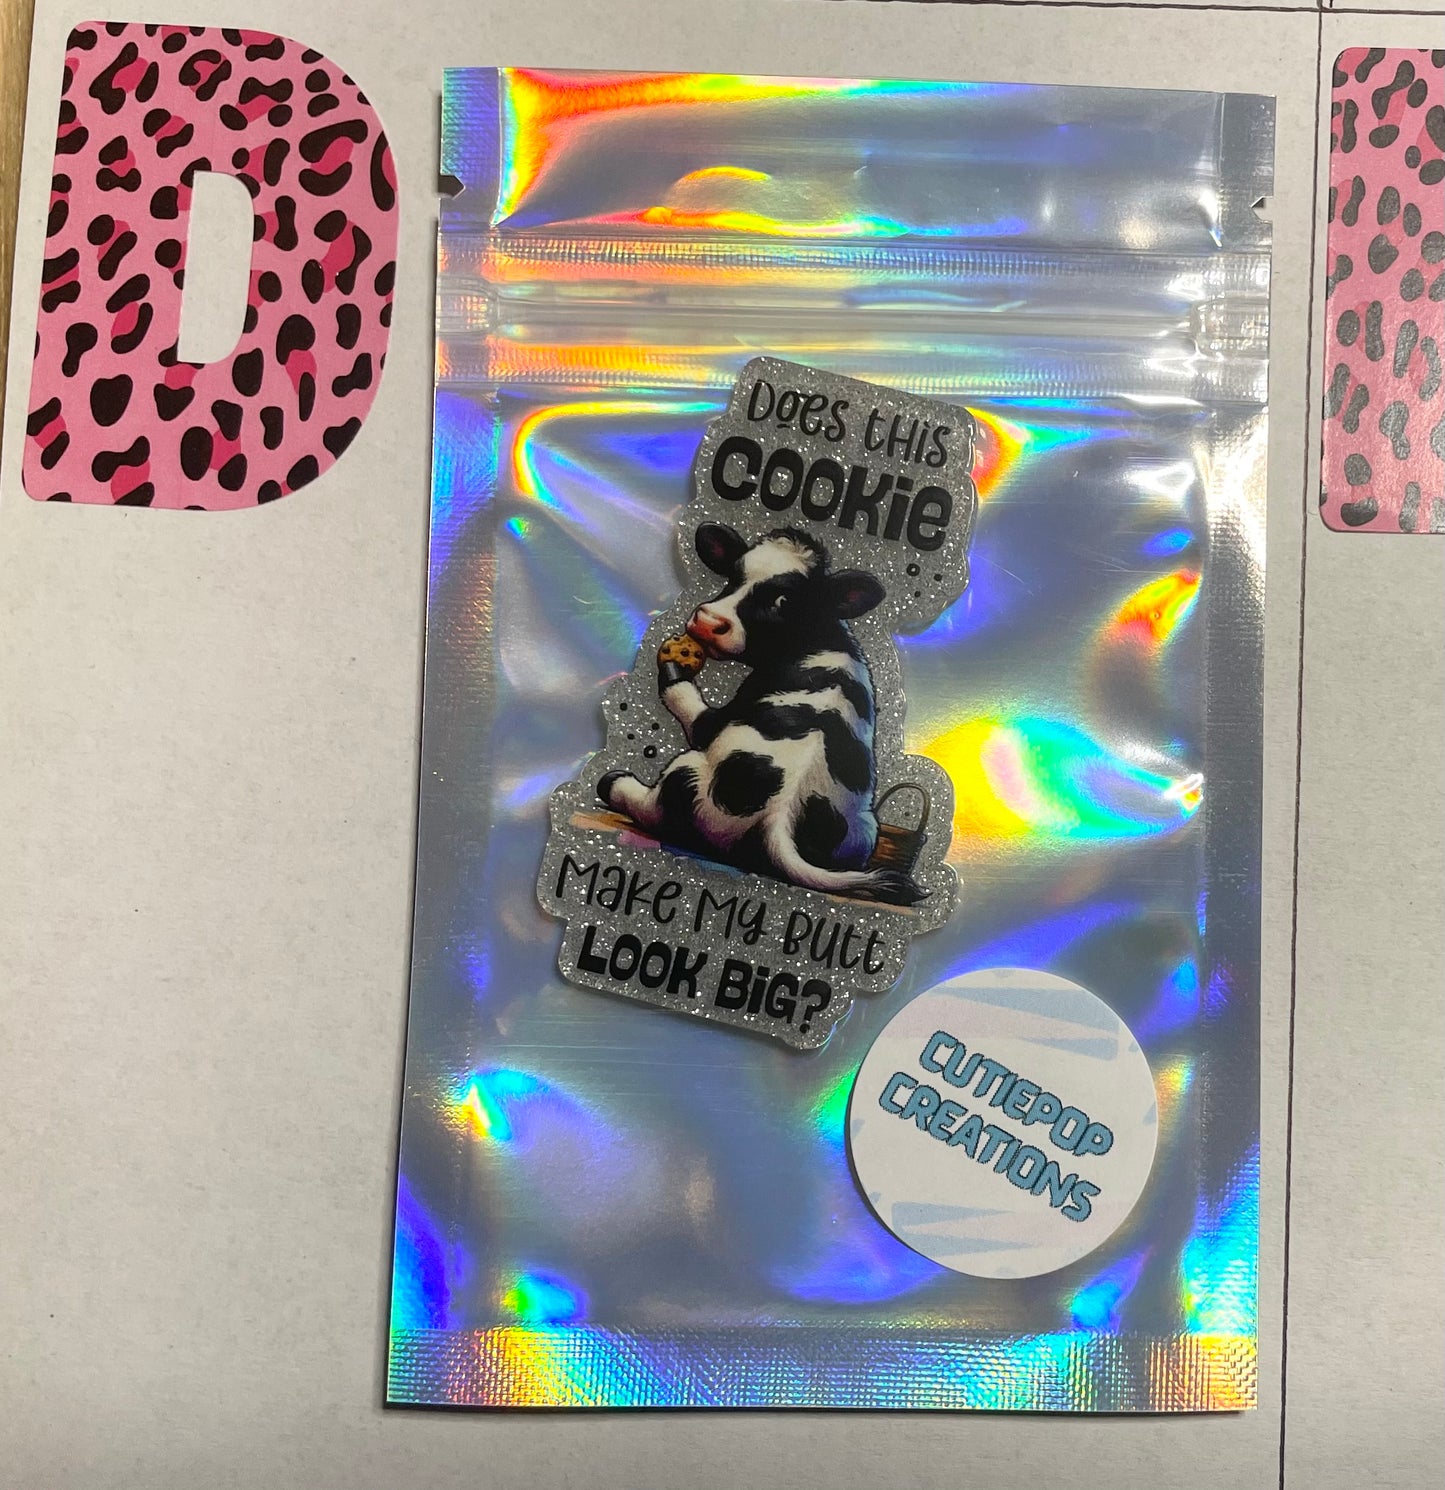 D
Does this
Cookie
Make My Butt
Look Big?
CUTIEPOP
CREATIONS